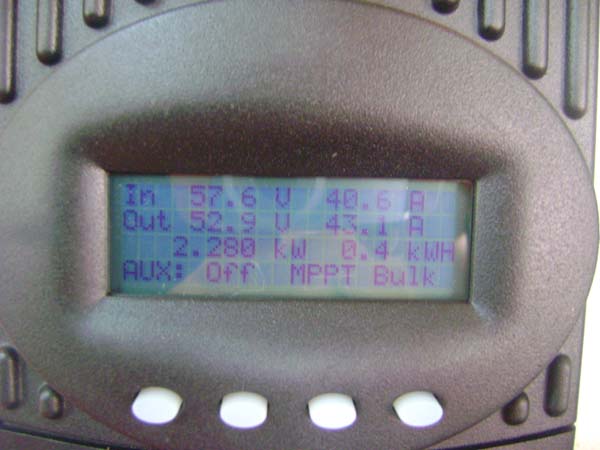 In 57.6 V 40.6 A
Out 52.9 V 43.1 A
2.280 kW 0.4 kWH
AUX: Off MPPT Bulk